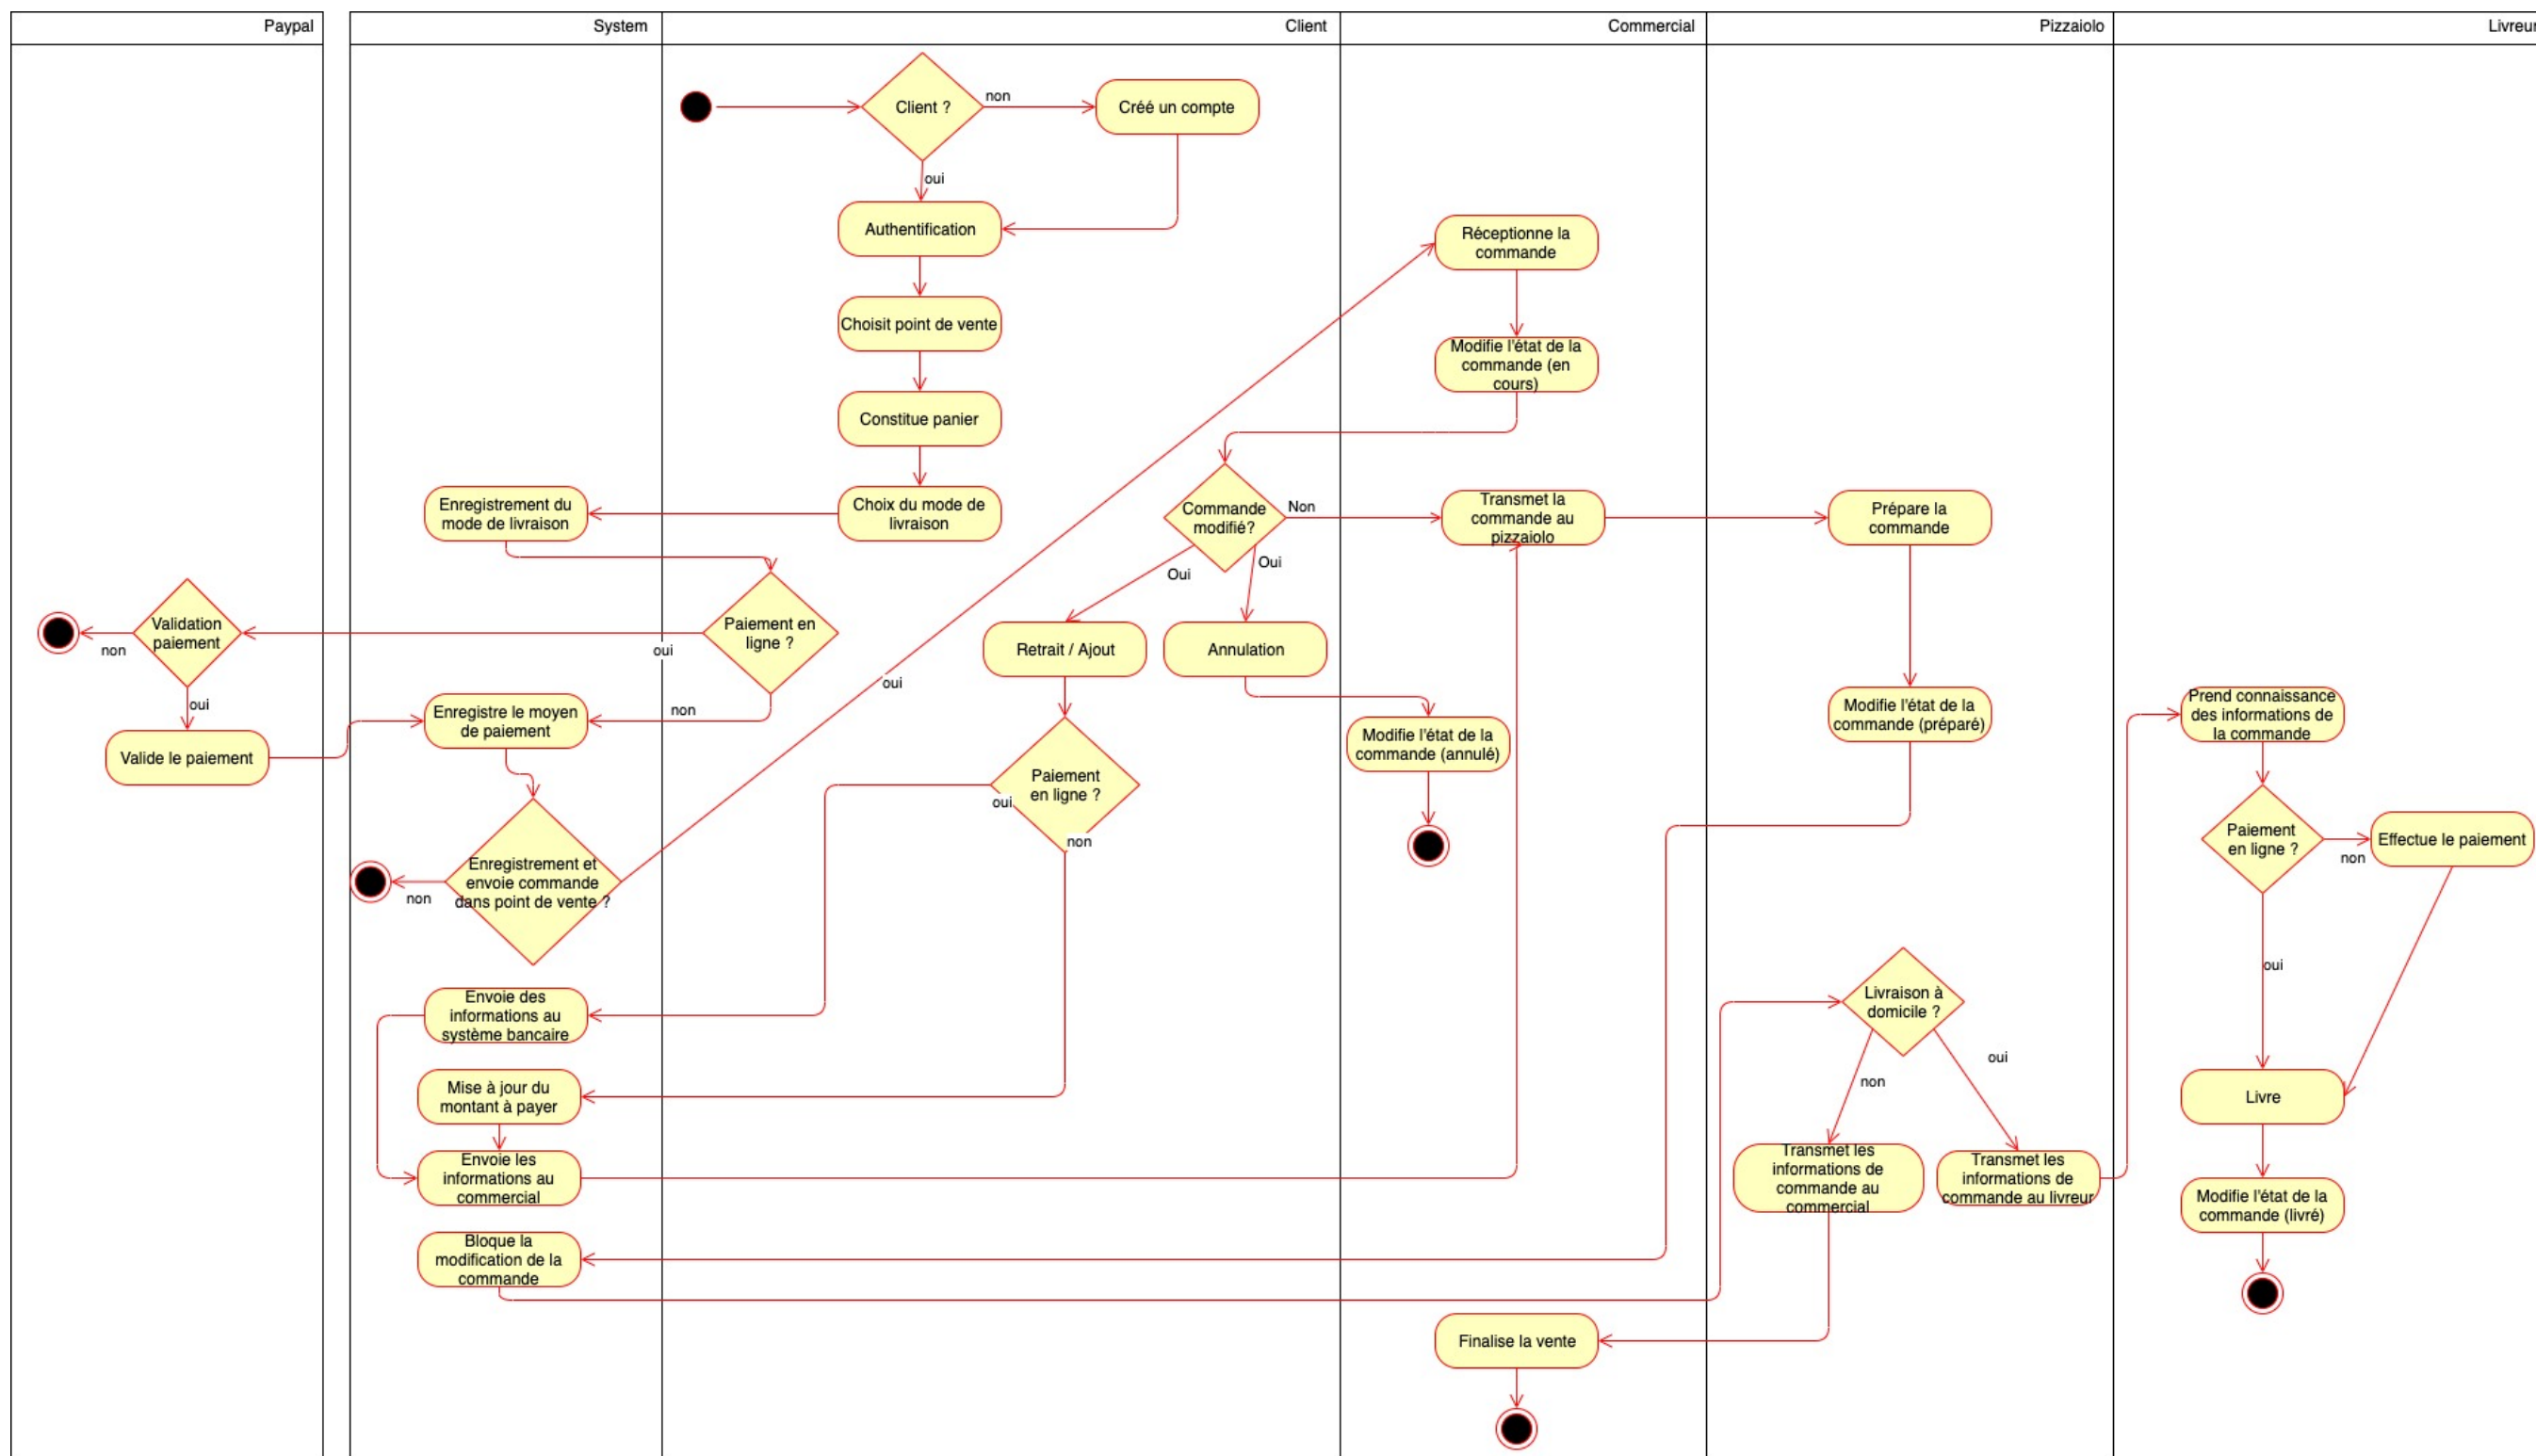 Paypal
System
Client
Commercial
Pizzaiolo
Livreur
Client ?
non
Créé un compte
oui
Authentification
Choisit point de vente
Constitue panier
Choix du mode de
livraison
Enregistrement du
mode de livraison
Paiement en
ligne ?
oui
non
Validation
paiement
non
oui
Valide le paiement
Enregistre le moyen
de paiement
Enregistrement et
envoie commande
dans point de vente ?
non
oui
Réceptionne la
commande
Modifie l'état de la
commande (en
cours)
Commande
modifié?
Non
Oui
Oui
Retrait / Ajout
Annulation
Modifie l'état de la
commande (annulé)
Paiement
en ligne ?
oui
non
Envoie des
informations au
système bancaire
Mise à jour du
montant à payer
Envoie les
informations au
commercial
Transmet la
commande au
pizzaiolo
Prépare la
commande
Modifie l'état de la
commande (préparé)
Bloque la
modification de la
commande
Livraison à
domicile ?
non
oui
Transmet les
informations de
commande au
commercial
Transmet les
informations de
commande au livreur
Finalise la vente
Prend connaissance
des informations de
la commande
Paiement
en ligne ?
non
Effectue le paiement
oui
Livre
Modifie l'état de la
commande (livré)